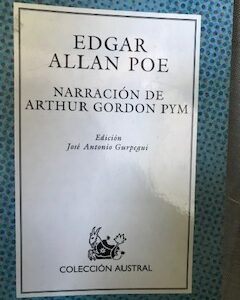 EDGAR
ALLAN POE
NARRACIÓN DE
ARTHUR GORDON PYM
Edición
José Antonio Gurpegui
COLECCIÓN AUSTRAL